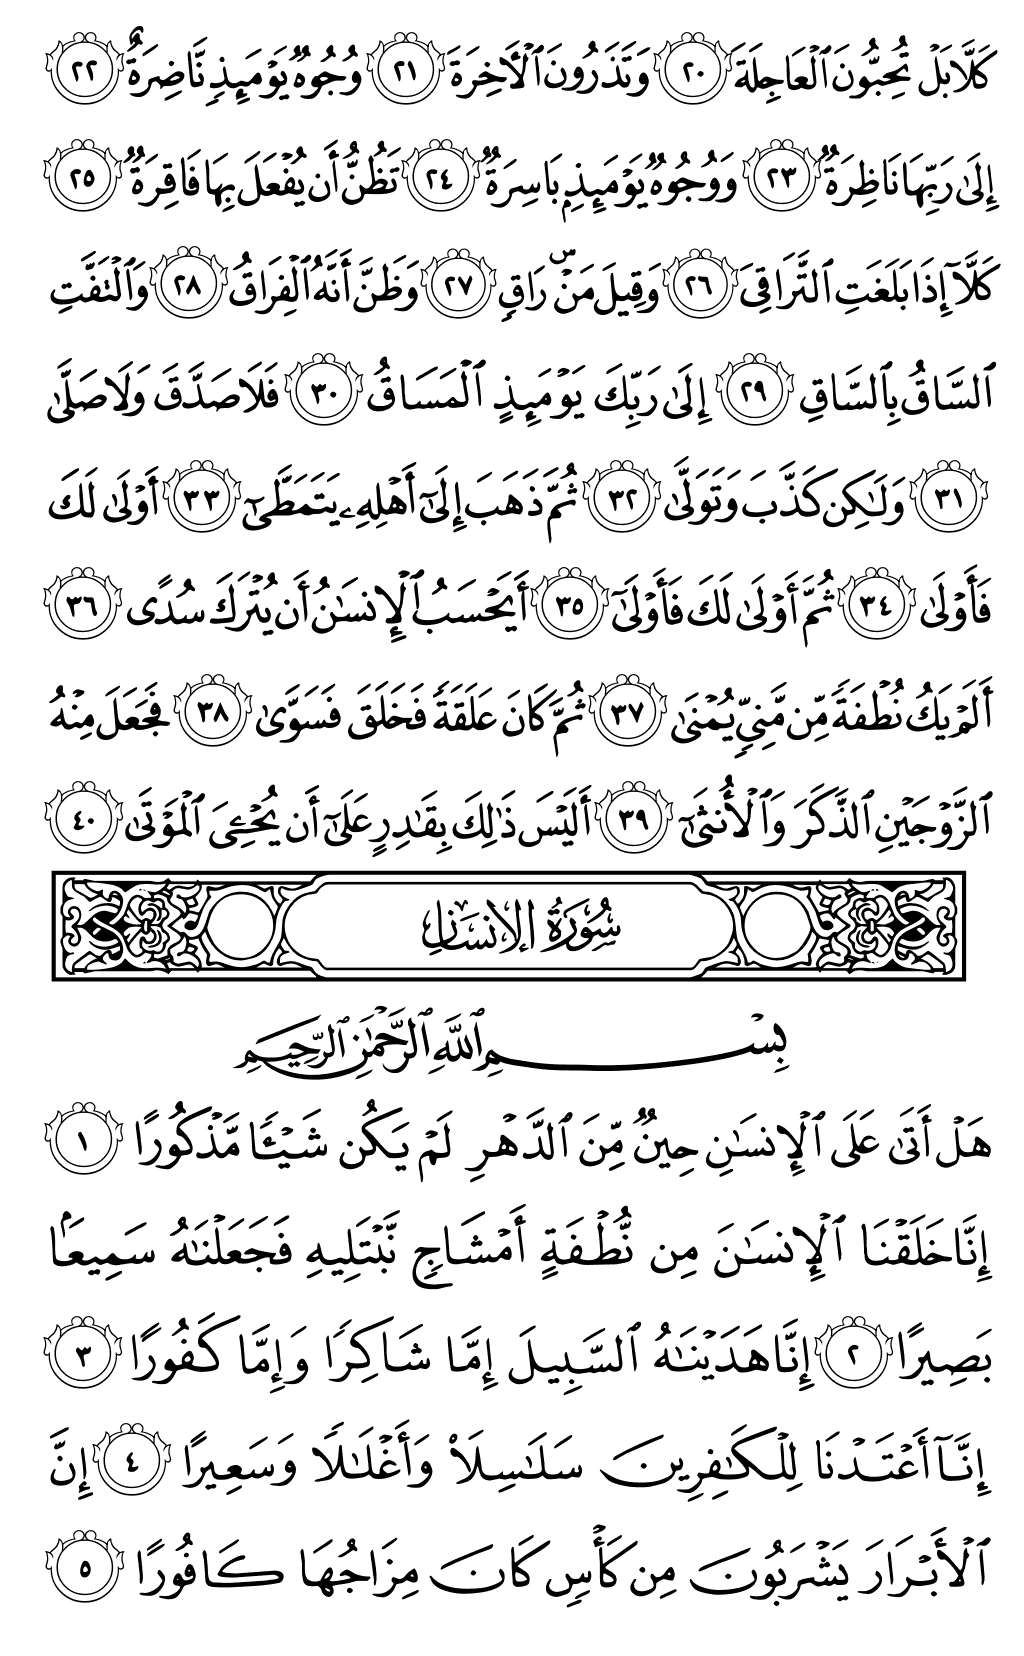 كَلَّا بَلْ تُحِبُّونَ ٱلْعَاجِلَةَ ٢٠ وَتَذَرُونَ ٱلْأَخِرَةَ ٢١ وُجُوهٌ يَوْمَئِذٍ نَّاضِرَةٌ ٢٢
إِلَىٰ رَبِّهَا نَاظِرَةٌ ٢٣ وَوُجُوهٌ يَوْمَئِذٍۭ بَاسِرَةٌ ٢٤ تَظُنُّ أَن يُفْعَلَ بِهَا فَاقِرَةٌ ٢٥
كَلَّآ إِذَا بَلَغَتِ ٱلتَّرَاقِىَ ٢٦ وَقِيلَ مَنْ ۜ رَاقٍ ٢٧ وَظَنَّ أَنَّهُ ٱلْفِرَاقُ ٢٨ وَٱلْتَفَّتِ
ٱلسَّاقُ بِٱلسَّاقِ ٢٩ إِلَىٰ رَبِّكَ يَوْمَئِذٍ ٱلْمَسَاقُ ٣٠ فَلَا صَدَّقَ وَلَا صَلَّىٰ
٣١ وَلَٰكِن كَذَّبَ وَتَوَلَّىٰ ٣٢ ثُمَّ ذَهَبَ إِلَىٰٓ أَهْلِهِۦ يَتَمَطَّىٰٓ ٣٣ أَوْلَىٰ لَكَ
فَأَوْلَىٰ ٣٤ ثُمَّ أَوْلَىٰ لَكَ فَأَوْلَىٰٓ ٣٥ أَيَحْسَبُ ٱلْإِنسَٰنُ أَن يُتْرَكَ سُدًى ٣٦
أَلَمْ يَكُ نُطْفَةً مِّن مَّنِىٍّ يُمْنَىٰ ٣٧ ثُمَّ كَانَ عَلَقَةً فَخَلَقَ فَسَوَّىٰ ٣٨ فَجَعَلَ مِنْهُ
ٱلزَّوْجَيْنِ ٱلذَّكَرَ وَٱلْأُنثَىٰٓ ٣٩ أَلَيْسَ ذَٰلِكَ بِقَٰدِرٍ عَلَىٰٓ أَن يُحْـِۧىَ ٱلْمَوْتَىٰ ٤٠
سُورَةُ الإنسَانِ
بِسْمِ ٱللَّهِ ٱلرَّحْمَٰنِ ٱلرَّحِيمِ
هَلْ أَتَىٰ عَلَى ٱلْإِنسَٰنِ حِينٌ مِّنَ ٱلدَّهْرِ لَمْ يَكُن شَيْـًٔا مَّذْكُورًا ١
إِنَّا خَلَقْنَا ٱلْإِنسَٰنَ مِن نُّطْفَةٍ أَمْشَاجٍ نَّبْتَلِيهِ فَجَعَلْنَٰهُ سَمِيعًۢا
بَصِيرًا ٢ إِنَّا هَدَيْنَٰهُ ٱلسَّبِيلَ إِمَّا شَاكِرًا وَإِمَّا كَفُورًا ٣
إِنَّآ أَعْتَدْنَا لِلْكَٰفِرِينَ سَلَٰسِلَا۟ وَأَغْلَٰلًا وَسَعِيرًا ٤ إِنَّ
ٱلْأَبْرَارَ يَشْرَبُونَ مِن كَأْسٍ كَانَ مِزَاجُهَا كَافُورًا ٥